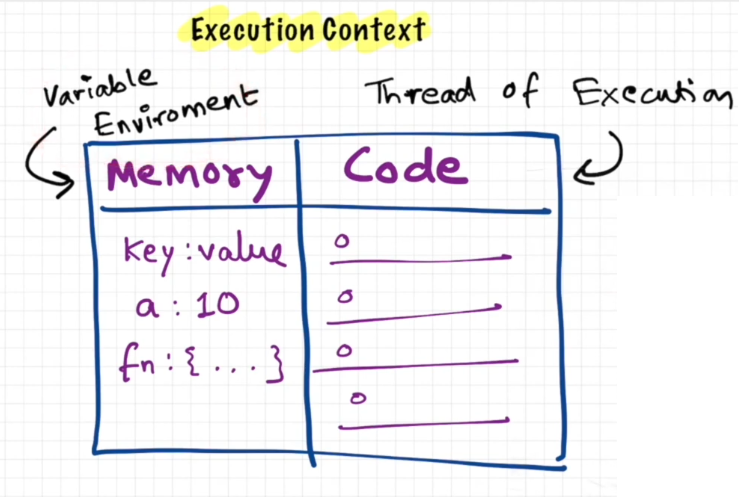 Execution Context
Variable
Enviroment
Thread of Execution
Memory
Code
key : value
a : 10
fn : { ... }